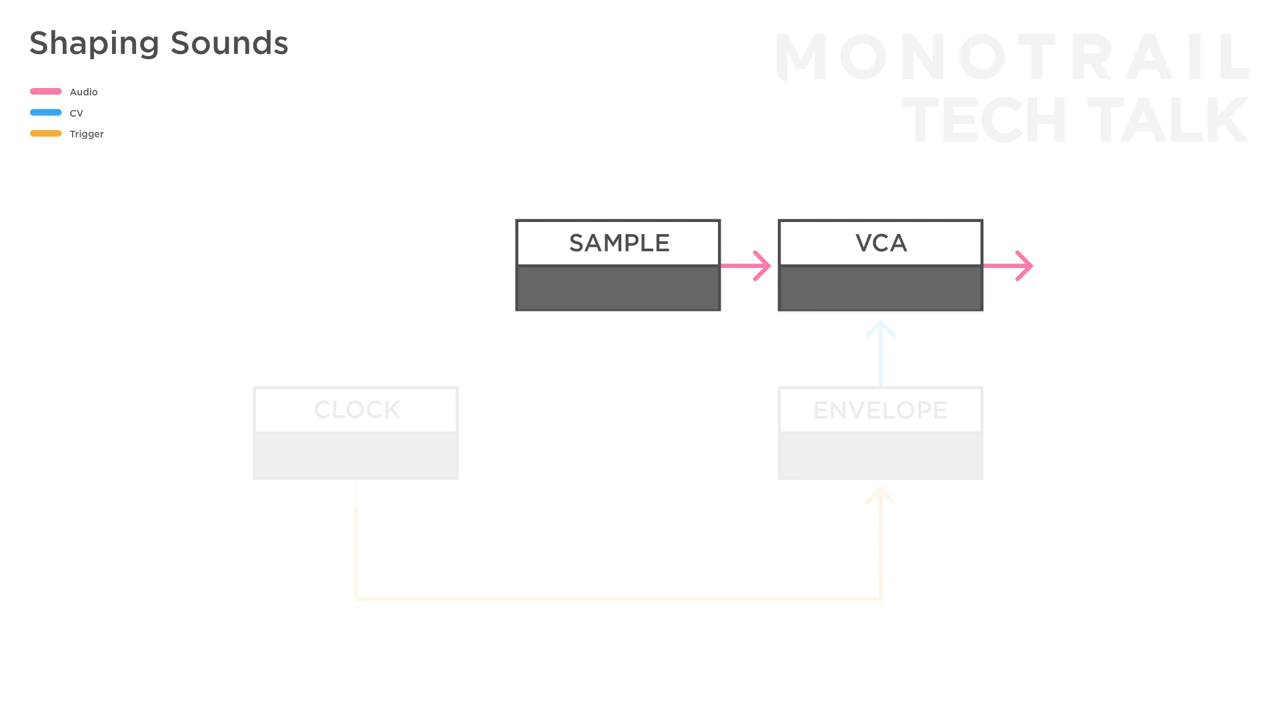 Shaping Sounds
MONOTRAIL
TECH TALK
Audio
CV
Trigger
SAMPLE
VCA
CLOCK
ENVELOPE